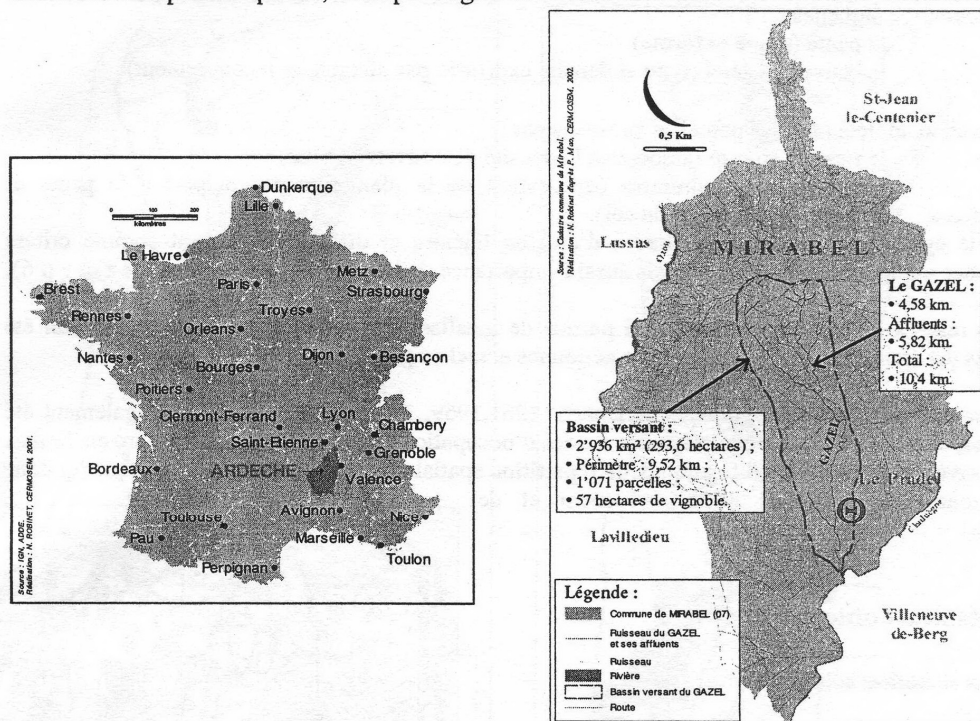 Dunkerque
Lille
0 100 200
kilomètres
Le Havre
Metz
Paris
Strasbourg
Brest
Troyes
Rennes
Orleans
Dijon
Besançon
Nantes
Bourges
Poitiers
Clermont-Ferrand
Lyon
Chambery
Saint-Etienne
Grenoble
Bordeaux
ARDECHE
Valence
Avignon
Toulouse
Nice
Pau
Marseille
Toulon
Perpignan
Source : IGN, ADDE.
Réalisation : N. ROBINET, CERMOSEM, 2001.
Source : Cadastre commune de Mirabel.
Réalisation : N. Robinet d'après P. Mao, CERMOSEM, 2002.
0,5 Km
St-Jean
le-Centenier
Lussas
Ozon
MIRABEL
Le GAZEL :
• 4,58 km.
Affluents :
• 5,82 km.
Total :
• 10,4 km.
Bassin versant :
• 2'936 km² (293,6 hectares) ;
• Périmètre : 9,52 km ;
• 1'071 parcelles ;
• 57 hectares de vignoble.
GAZEL
Le Pradel
Lavilledieu
Villeneuve
de-Berg
Légende :
Commune de MIRABEL (07)
Ruisseau du GAZEL
et ses affluents
Ruisseau
Rivière
Bassin versant du GAZEL
Route